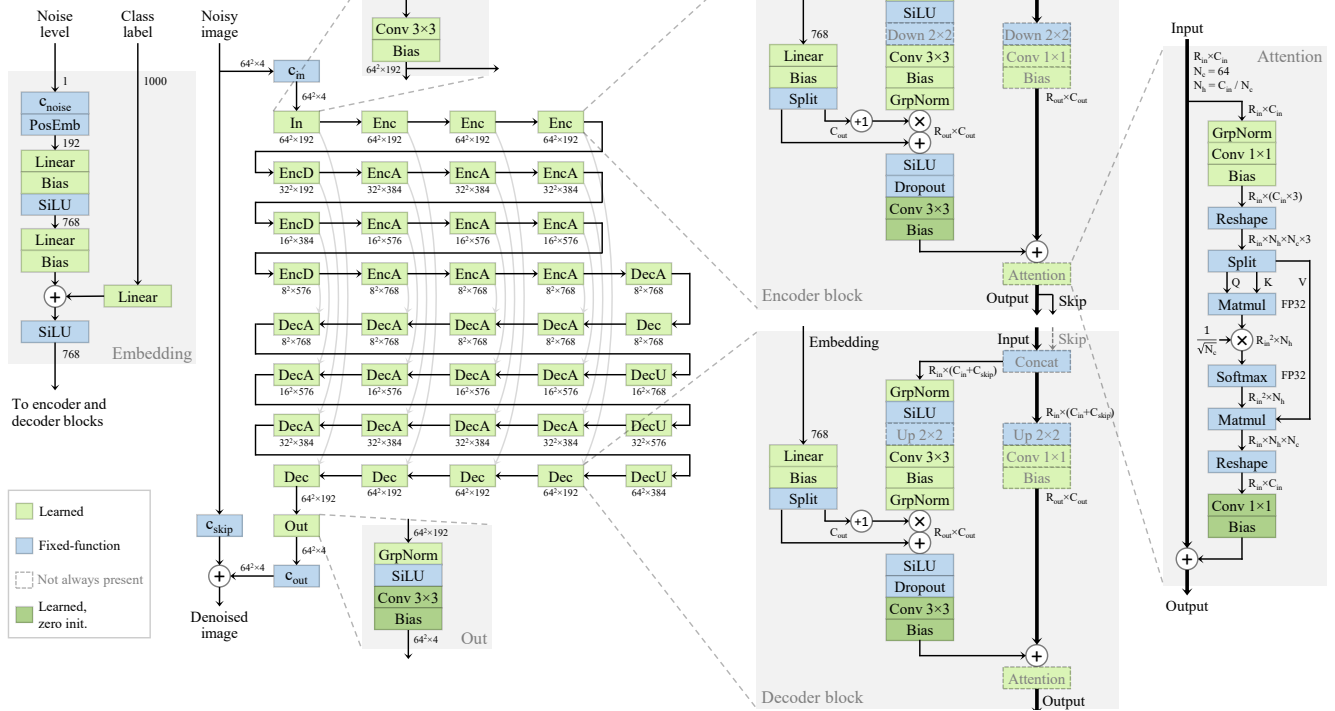 Noise level
Class label
Noisy image
1
1000
c_noise
PosEmb
192
Linear
Bias
SiLU
768
Linear
Bias
+
Linear
SiLU
768
Embedding
To encoder and decoder blocks
64²×4
c_in
64²×4
Conv 3×3
Bias
64²×192
In
Enc
Enc
Enc
64²×192
64²×192
64²×192
64²×192
EncD
EncA
EncA
EncA
32²×192
32²×384
32²×384
32²×384
EncD
EncA
EncA
EncA
16²×384
16²×576
16²×576
16²×576
EncD
EncA
EncA
EncA
DecA
8²×576
8²×768
8²×768
8²×768
8²×768
DecA
DecA
DecA
DecA
Dec
8²×768
8²×768
8²×768
8²×768
8²×768
DecA
DecA
DecA
DecA
DecU
16²×576
16²×576
16²×576
16²×576
16²×768
DecA
DecA
DecA
DecA
DecU
32²×384
32²×384
32²×384
32²×384
32²×576
Dec
Dec
Dec
Dec
DecU
64²×192
64²×192
64²×192
64²×192
64²×384
64²×192
Out
64²×4
c_skip
+
64²×4
c_out
Denoised image
Learned
Fixed-function
Not always present
Learned, zero init.
64²×192
GrpNorm
SiLU
Conv 3×3
Bias
64²×4
Out
768
Linear
Bias
Split
SiLU
Down 2×2
Conv 3×3
Bias
GrpNorm
C_out
+1
×
+
R_out×C_out
SiLU
Dropout
Conv 3×3
Bias
Down 2×2
Conv 1×1
Bias
R_out×C_out
+
Attention
Output
Skip
Encoder block
Embedding
Input
Skip
Concat
R_in×(C_in+C_skip)
R_in×(C_in+C_skip)
768
Linear
Bias
Split
GrpNorm
SiLU
Up 2×2
Conv 3×3
Bias
GrpNorm
C_out
+1
×
+
R_out×C_out
SiLU
Dropout
Conv 3×3
Bias
Up 2×2
Conv 1×1
Bias
R_out×C_out
+
Attention
Output
Decoder block
Input
Attention
R_in×C_in
N_c = 64
N_h = C_in / N_c
R_in×C_in
GrpNorm
Conv 1×1
Bias
R_in×(C_in×3)
Reshape
R_in×N_h×N_c×3
Split
Q
K
V
Matmul
FP32
1/√N_c
×
R_in²×N_h
Softmax
FP32
R_in²×N_h
Matmul
R_in×N_h×N_c
Reshape
R_in×C_in
Conv 1×1
Bias
+
Output